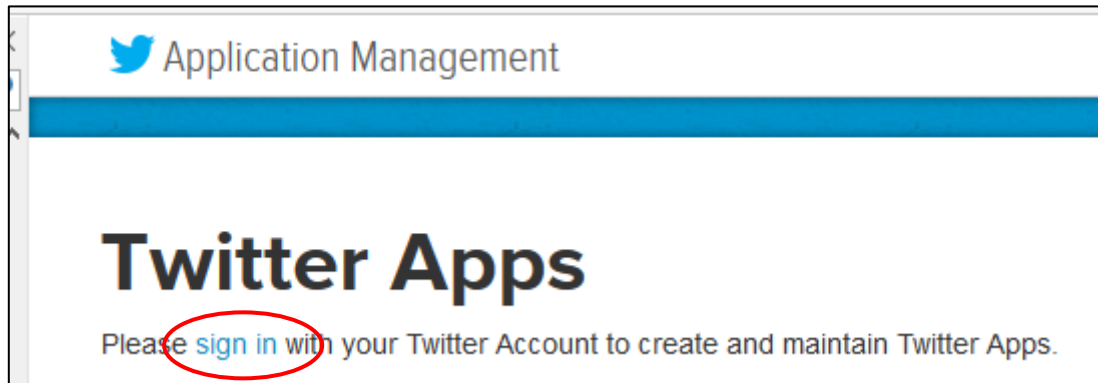 Application Management
Twitter Apps
Please sign in with your Twitter Account to create and maintain Twitter Apps.